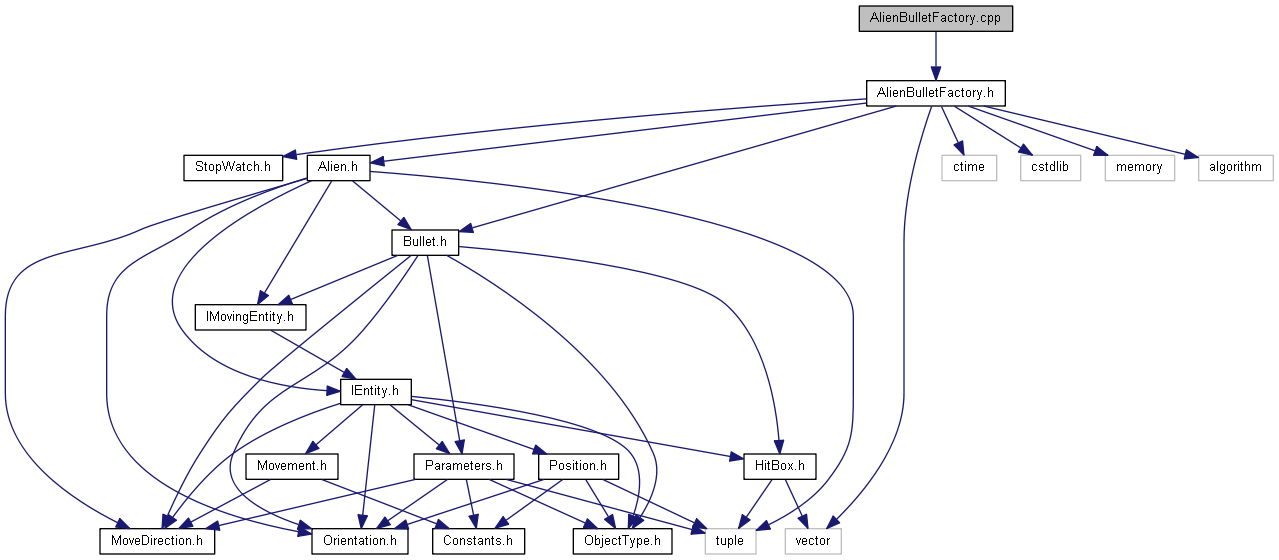 AlienBulletFactory.cpp
AlienBulletFactory.h
StopWatch.h
Alien.h
ctime
cstdlib
memory
algorithm
Bullet.h
IMovingEntity.h
IEntity.h
Movement.h
Parameters.h
Position.h
HitBox.h
MoveDirection.h
Orientation.h
Constants.h
ObjectType.h
tuple
vector